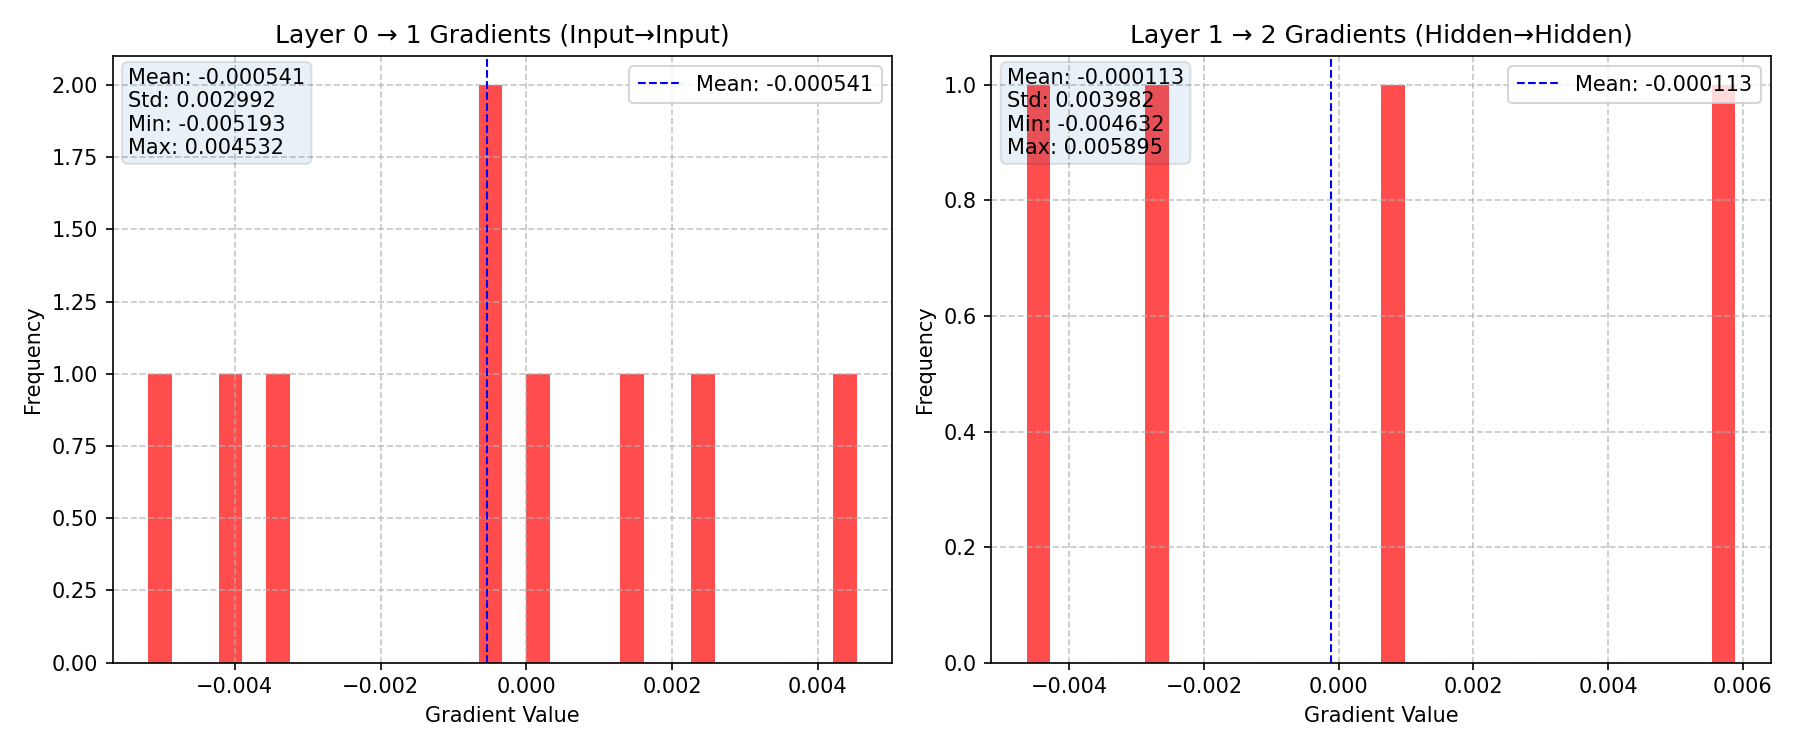 Layer 0 → 1 Gradients (Input→Input)
Mean: -0.000541
Std: 0.002992
Min: -0.005193
Max: 0.004532
Mean: -0.000541
2.00
1.75
1.50
1.25
1.00
0.75
0.50
0.25
0.00
Frequency
−0.004
−0.002
0.000
0.002
0.004
Gradient Value
Layer 1 → 2 Gradients (Hidden→Hidden)
Mean: -0.000113
Std: 0.003982
Min: -0.004632
Max: 0.005895
Mean: -0.000113
1.0
0.8
0.6
0.4
0.2
0.0
Frequency
−0.004
−0.002
0.000
0.002
0.004
0.006
Gradient Value